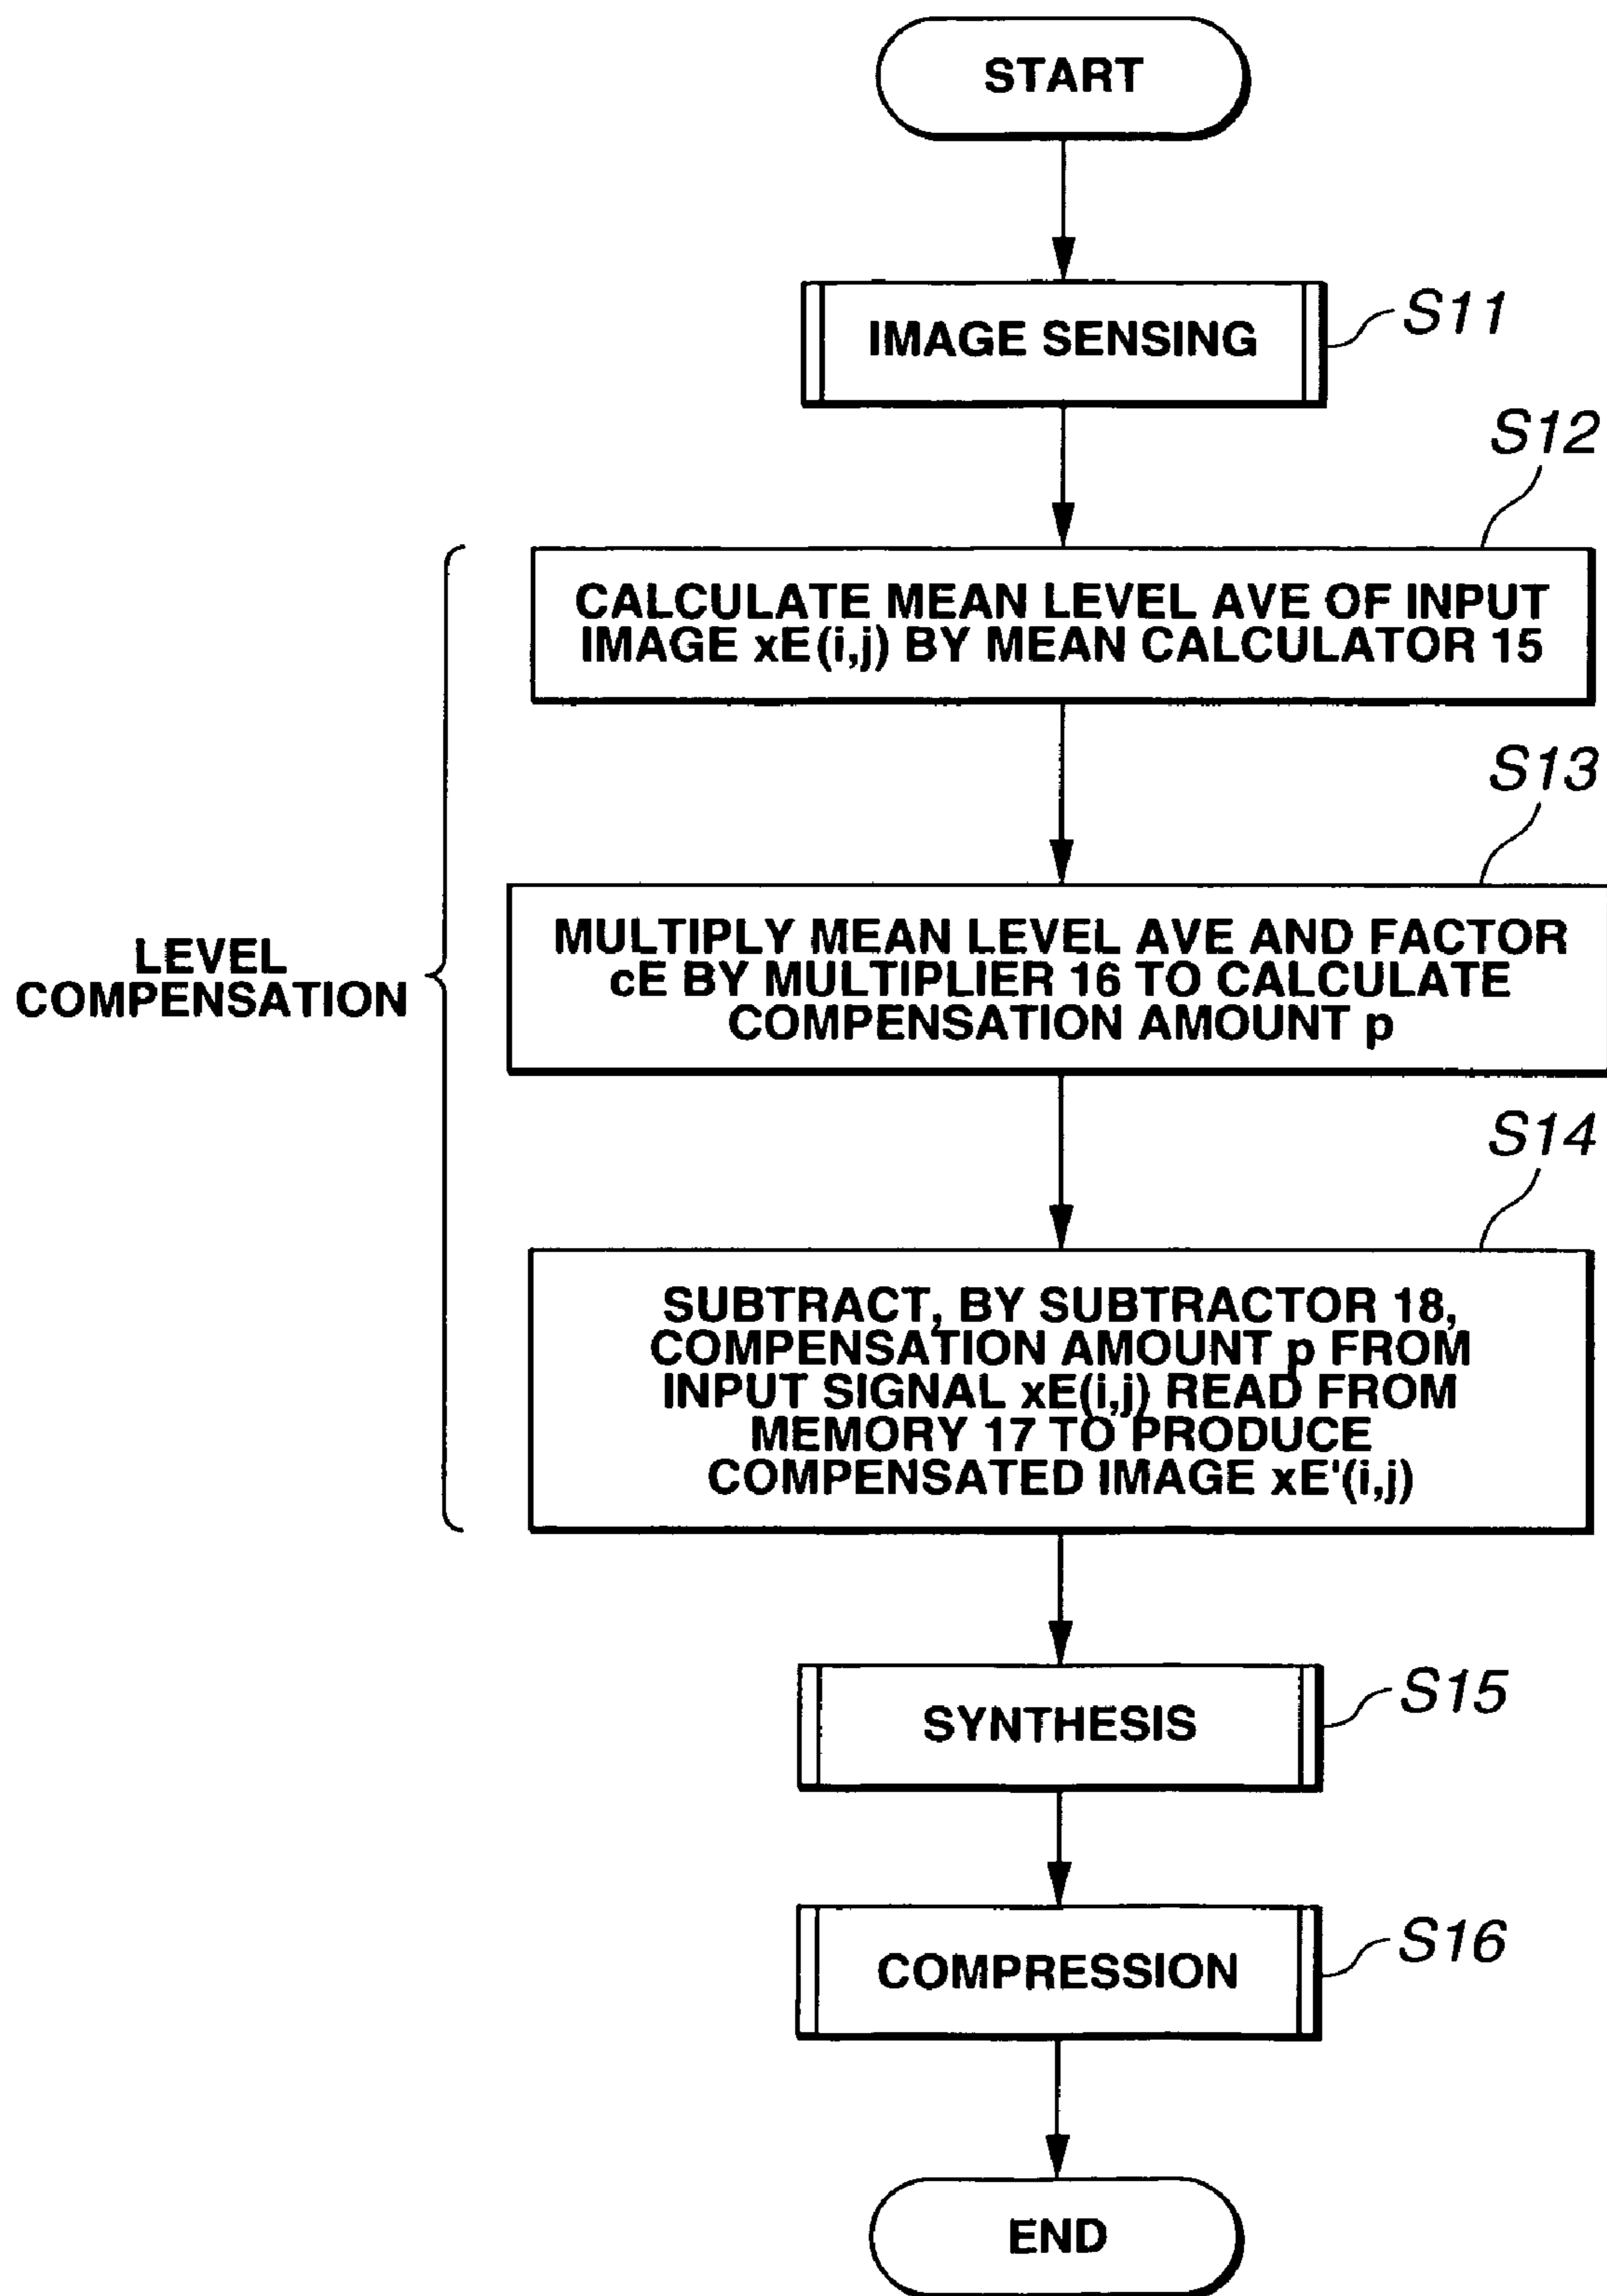 START
IMAGE SENSING
S11
S12
CALCULATE MEAN LEVEL AVE OF INPUT
IMAGE xE(i,j) BY MEAN CALCULATOR 15
S13
LEVEL
COMPENSATION
MULTIPLY MEAN LEVEL AVE AND FACTOR
cE BY MULTIPLIER 16 TO CALCULATE
COMPENSATION AMOUNT p
S14
SUBTRACT, BY SUBTRACTOR 18,
COMPENSATION AMOUNT p FROM
INPUT SIGNAL xE(i,j) READ FROM
MEMORY 17 TO PRODUCE
COMPENSATED IMAGE xE'(i,j)
SYNTHESIS
S15
COMPRESSION
S16
END